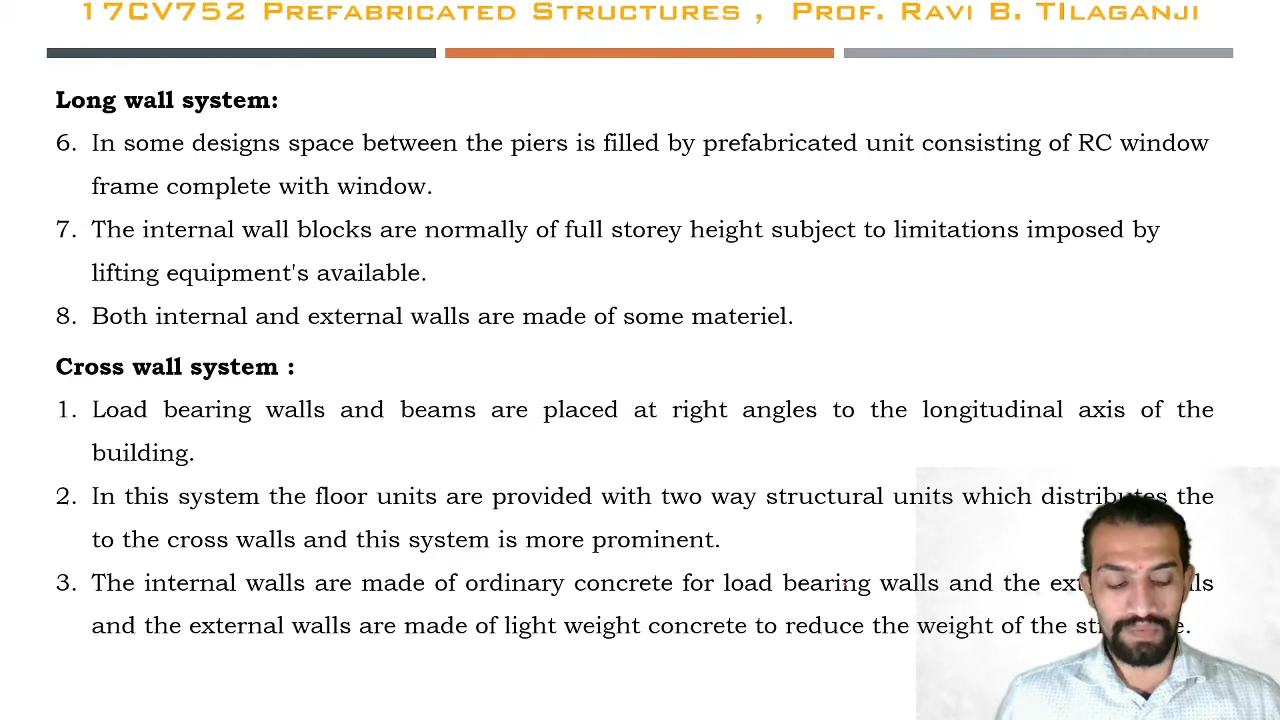 17CV752 Prefabricated Structures , Prof. Ravi B. TIlaganji
Long wall system:
6. In some designs space between the piers is filled by prefabricated unit consisting of RC window
frame complete with window.
7. The internal wall blocks are normally of full storey height subject to limitations imposed by
lifting equipment's available.
8. Both internal and external walls are made of some materiel.
Cross wall system :
1. Load bearing walls and beams are placed at right angles to the longitudinal axis of the
building.
2. In this system the floor units are provided with two way structural units which distributes the
to the cross walls and this system is more prominent.
3. The internal walls are made of ordinary concrete for load bearing walls and the
and the external walls are made of light weight concrete to reduce the weight of the